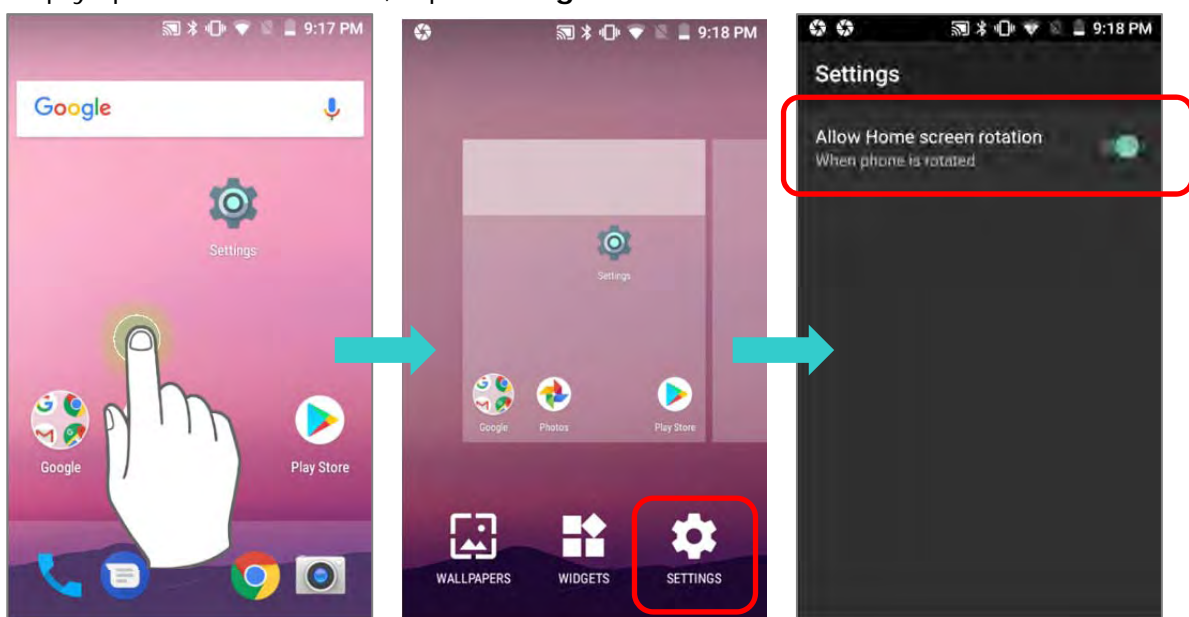 9:17 PM
Google
Settings
Google
Play Store
9:18 PM
Settings
Google
Photos
Play Store
WALLPAPERS
WIDGETS
SETTINGS
9:18 PM
Settings
Allow Home screen rotation
When phone is rotated